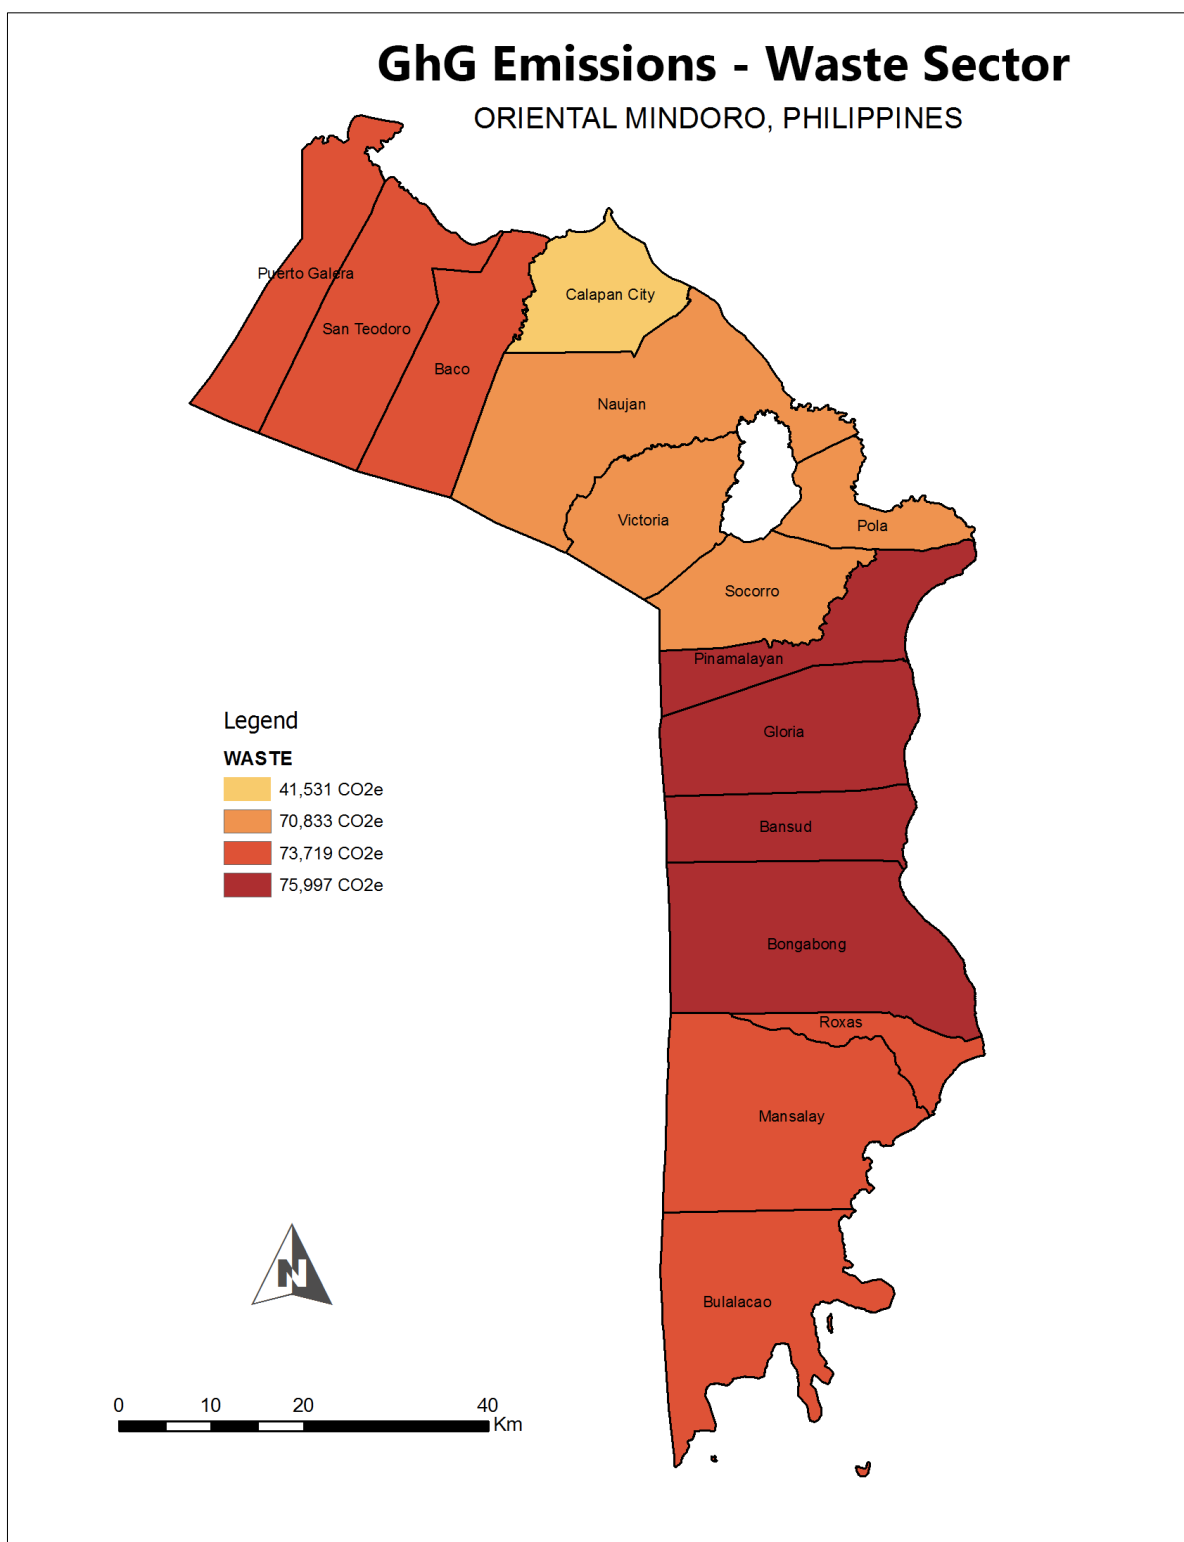 GhG Emissions - Waste Sector
ORIENTAL MINDORO, PHILIPPINES
Puerto Galera
San Teodoro
Baco
Calapan City
Naujan
Victoria
Pola
Socorro
Pinamalayan
Gloria
Bansud
Bongabong
Roxas
Mansalay
Bulalacao
Legend
WASTE
41,531 CO2e
70,833 CO2e
73,719 CO2e
75,997 CO2e
N
0 10 20 40
Km